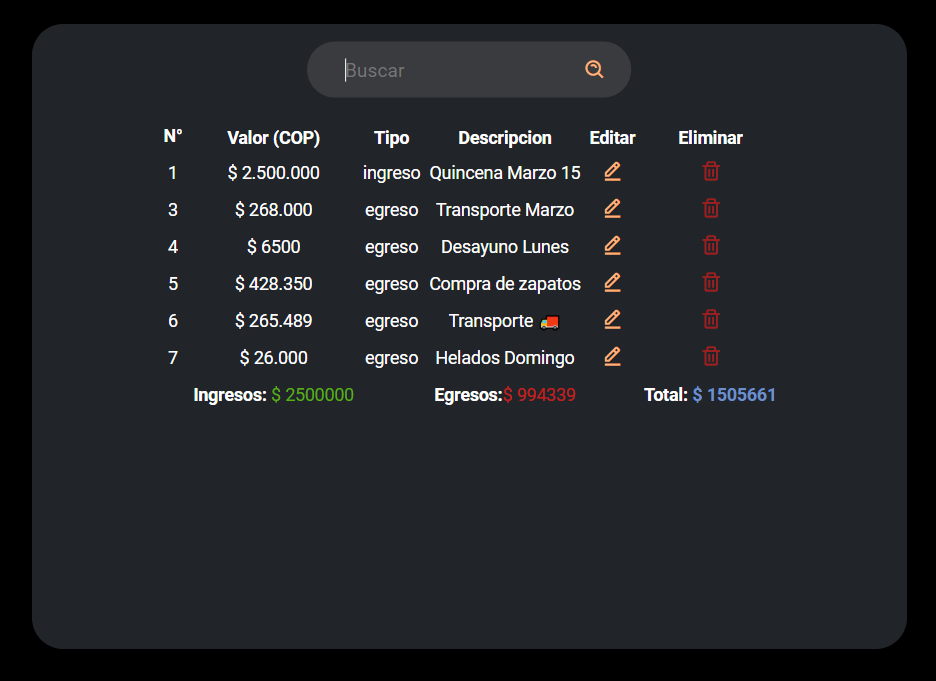 Buscar
N° Valor (COP) Tipo Descripcion Editar Eliminar
1 $ 2.500.000 ingreso Quincena Marzo 15
3 $ 268.000 egreso Transporte Marzo
4 $ 6500 egreso Desayuno Lunes
5 $ 428.350 egreso Compra de zapatos
6 $ 265.489 egreso Transporte 🚚
7 $ 26.000 egreso Helados Domingo
Ingresos: $ 2500000 Egresos:$ 994339 Total: $ 1505661